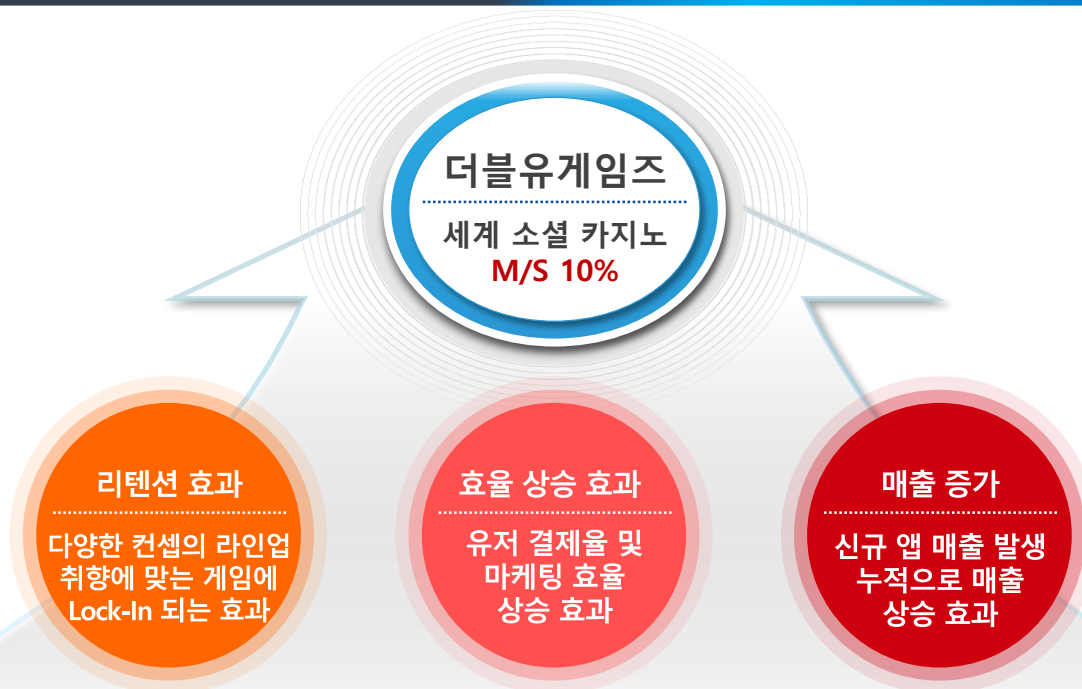 더블유게임즈
세계 소셜 카지노
M/S 10%
리텐션 효과
다양한 컨셉의 라인업
취향에 맞는 게임에
Lock-In 되는 효과
효율 상승 효과
유저 결제율 및
마케팅 효율
상승 효과
매출 증가
신규 앱 매출 발생
누적으로 매출
상승 효과